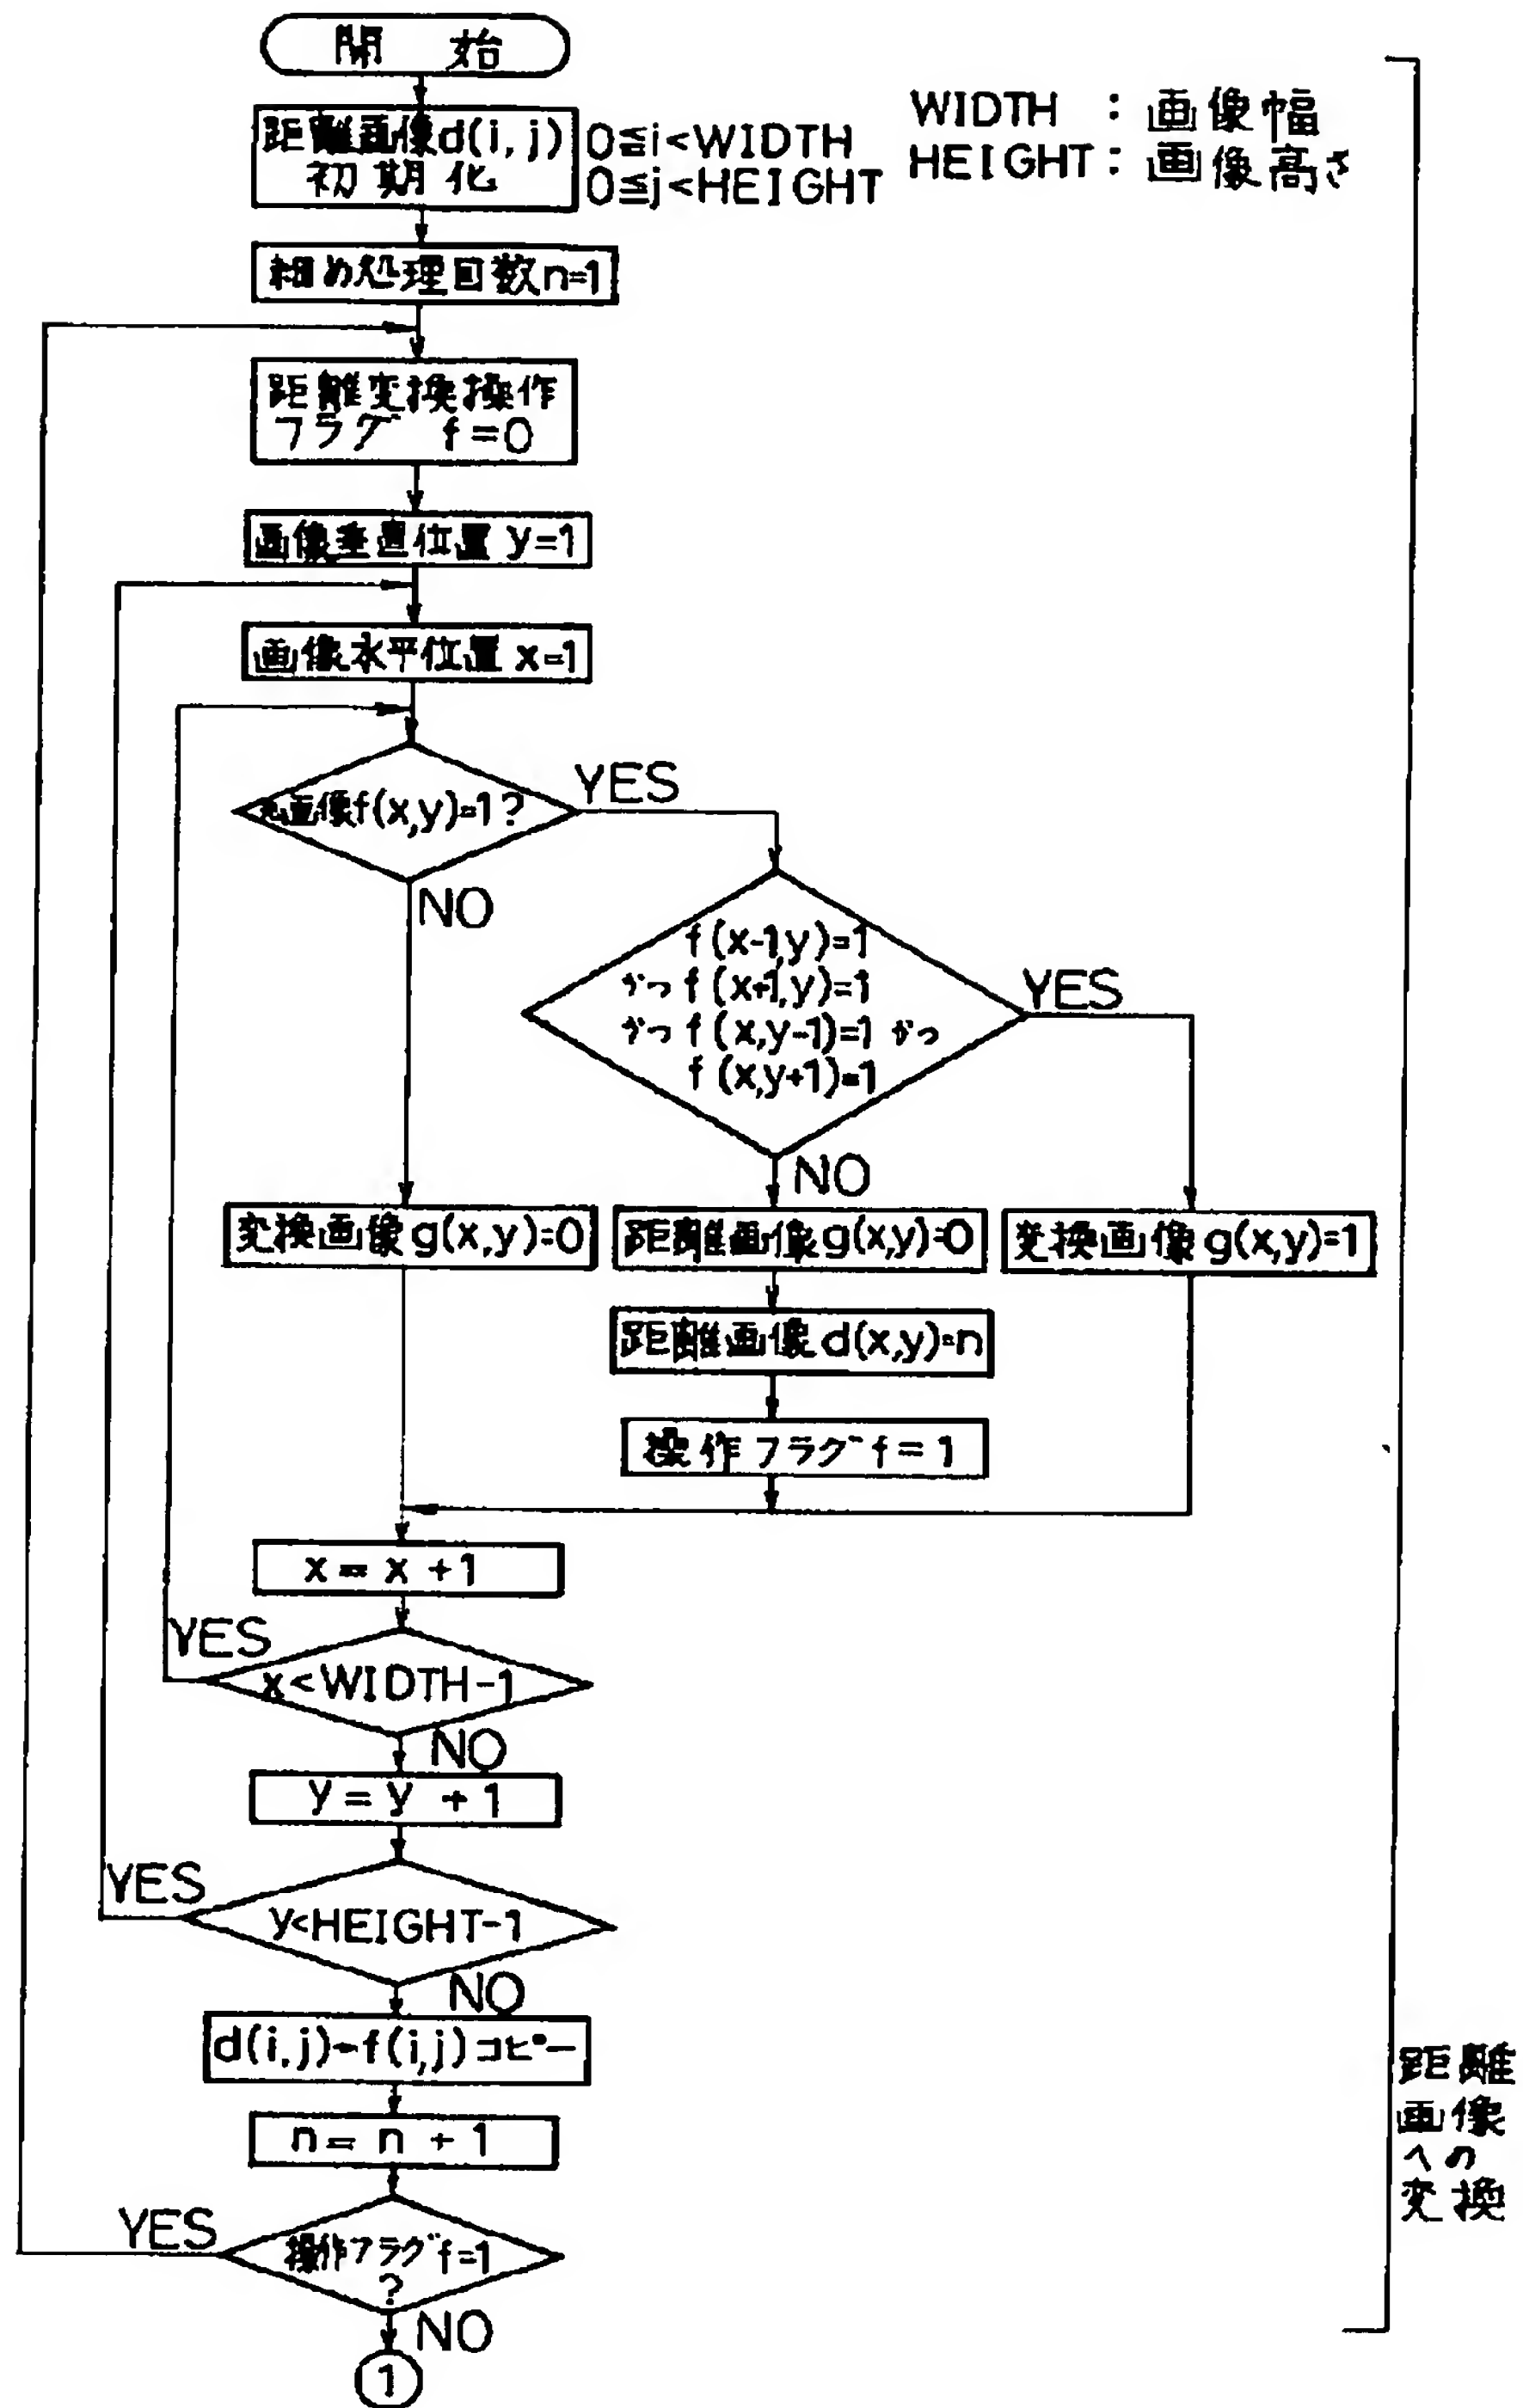 開 始
距離画像d(i,j)
初期化
0≦i<WIDTH
0≦j<HEIGHT
WIDTH : 画像幅
HEIGHT : 画像高さ
細め処理回数n=1
距離変換操作
フラグ f=0
画像垂直位置 y=1
画像水平位置 x=1
画像f(x,y)=1?
YES
NO
f(x-1,y)=1
かつ f(x+1,y)=1
かつ f(x,y-1)=1 かつ
f(x,y+1)=1
YES
NO
変換画像g(x,y)=0
距離画像g(x,y)=0
変換画像g(x,y)=1
距離画像d(x,y)=n
操作フラグf=1
x = x +1
YES
x<WIDTH-1
NO
y = y +1
YES
y<HEIGHT-1
NO
d(i,j)→f(i,j)コピー
n = n +1
YES
操作フラグf=1
?
NO
1
距離
画像
への
変換